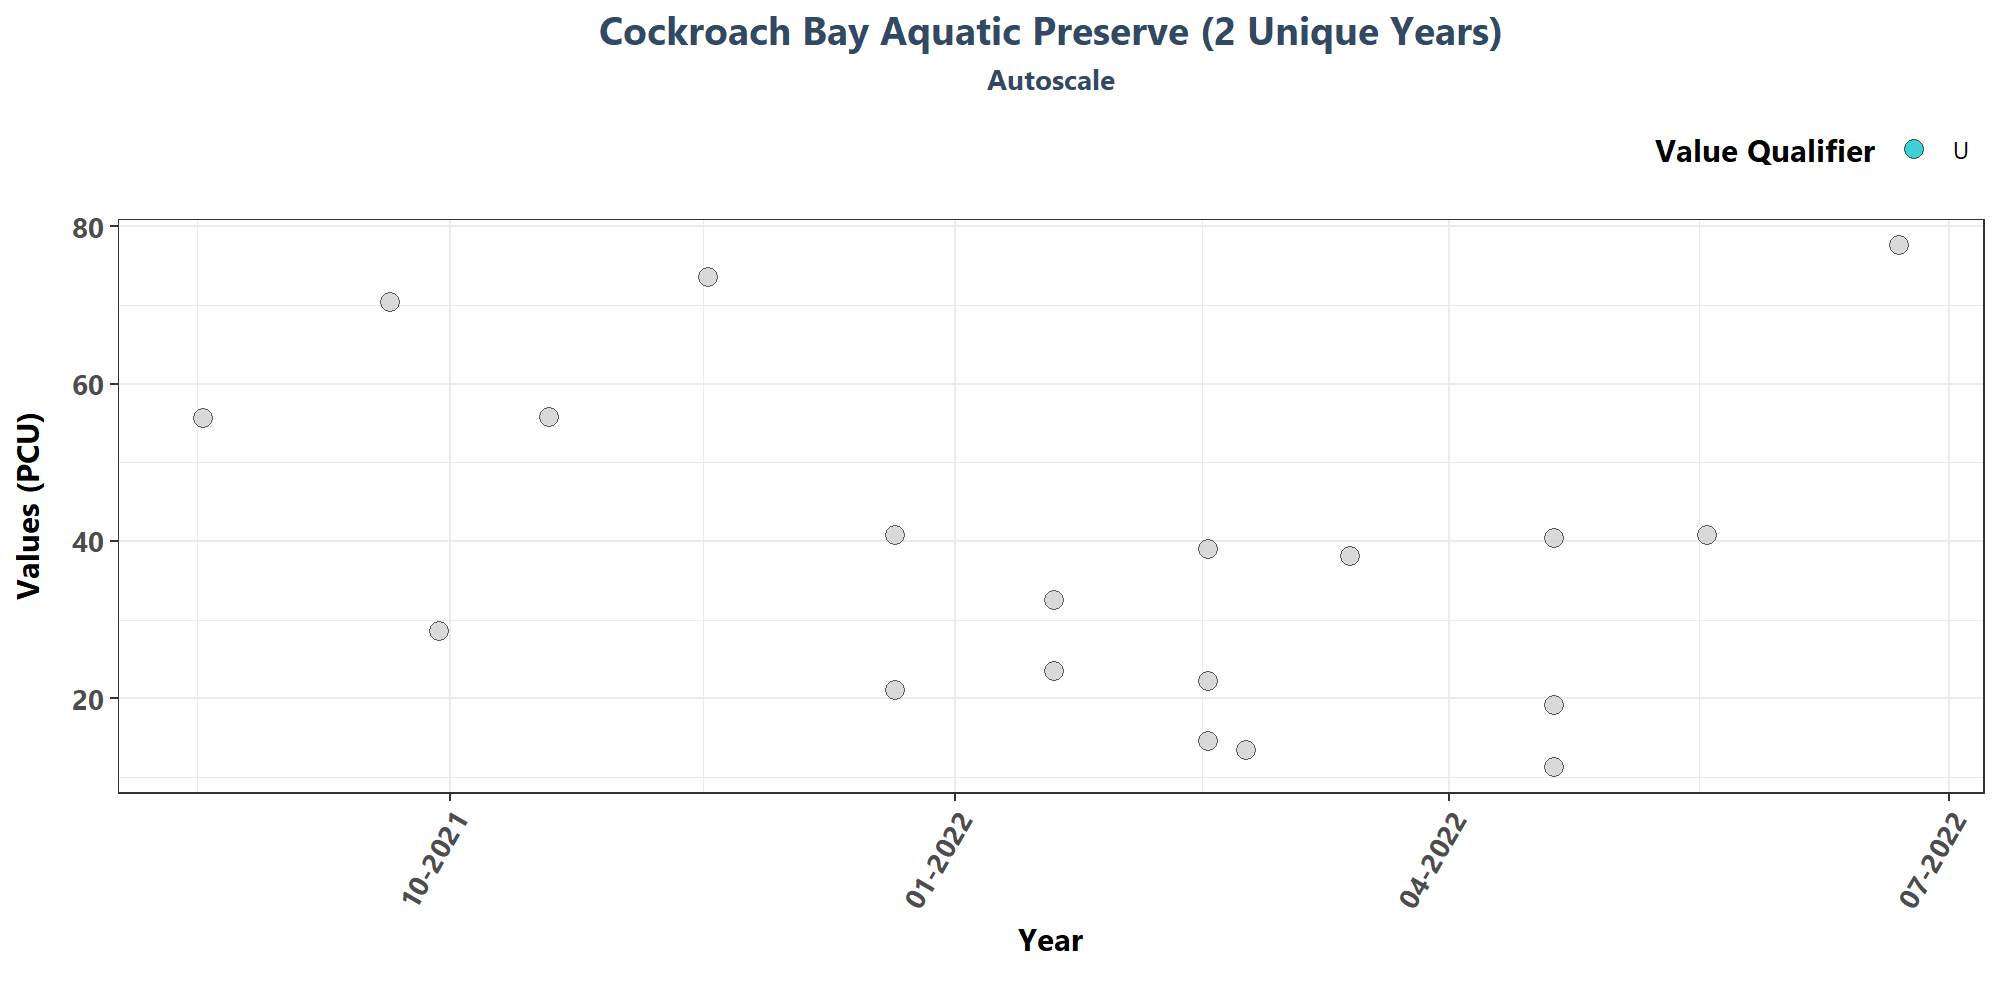 Cockroach Bay Aquatic Preserve (2 Unique Years)
Autoscale
Value Qualifier U
80
60
40
20
Values (PCU)
10-2021
01-2022
04-2022
07-2022
Year